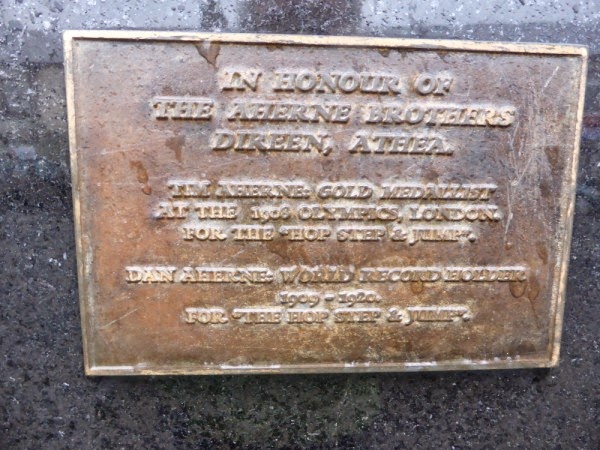 IN HONOUR OF
THE AHERNE BROTHERS
DIREEN, ATHEA.
TIM AHERNE: GOLD MEDALLIST
AT THE 1908 OLYMPICS, LONDON.
FOR THE "HOP STEP & JUMP".
DAN AHERNE: WORLD RECORD HOLDER
1909 - 1920.
FOR "THE HOP STEP & JUMP".